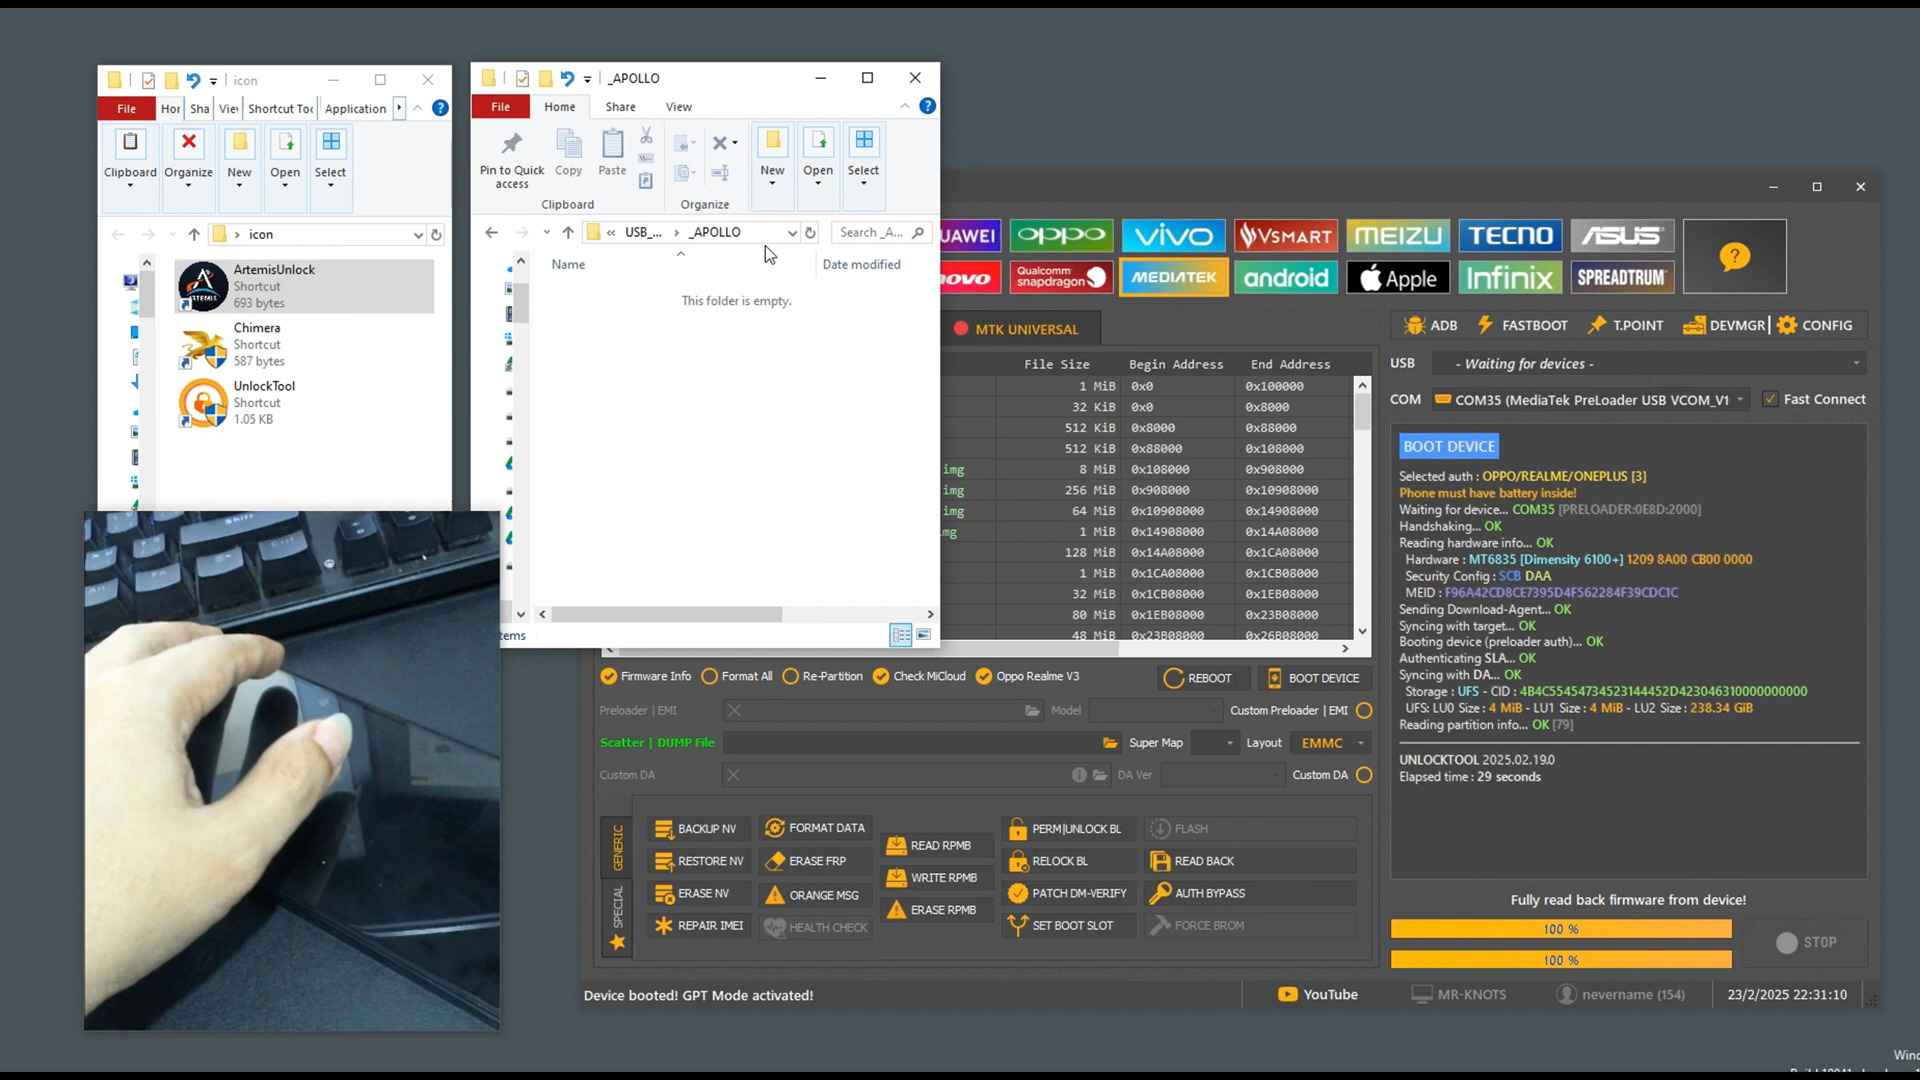 icon
File
Hor
Sha
Viev
Shortcut Too
Application
Clipboard
Organize
New
Open
Select
icon
ArtemisUnlock
Shortcut
693 bytes
Chimera
Shortcut
587 bytes
UnlockTool
Shortcut
1.05 KB
_APOLLO
File
Home
Share
View
Pin to Quick access
Copy
Paste
New
Open
Select
Clipboard
Organize
« USB_... › _APOLLO
Search _A...
Name
Date modified
This folder is empty.
tems
UAWEI
oppo
vivo
VSMART
MEIZU
TECNO
ASUS
novo
Qualcomm
snapdragon
MEDIATEK
android
Apple
Infinix
SPREADTRUM
MTK UNIVERSAL
ADB
FASTBOOT
T.POINT
DEVMGR
CONFIG
File Size Begin Address End Address
1 MiB 0x0 0x100000
32 KiB 0x0 0x8000
512 KiB 0x8000 0x88000
512 KiB 0x88000 0x108000
img 8 MiB 0x108000 0x908000
img 256 MiB 0x908000 0x10908000
img 64 MiB 0x10908000 0x14908000
mg 1 MiB 0x14908000 0x14A08000
128 MiB 0x14A08000 0x1CA08000
1 MiB 0x1CA08000 0x1CB08000
32 MiB 0x1CB08000 0x1EB08000
80 MiB 0x1EB08000 0x23B08000
48 MiB 0x23B08000 0x26B08000
USB - Waiting for devices -
COM COM35 (MediaTek PreLoader USB VCOM_V1 Fast Connect
BOOT DEVICE
Selected auth : OPPO/REALME/ONEPLUS [3]
Phone must have battery inside!
Waiting for device... COM35 [PRELOADER:0E8D:2000]
Handshaking... OK
Reading hardware info... OK
Hardware : MT6835 [Dimensity 6100+] 1209 8A00 CB00 0000
Security Config : SCB DAA
MEID : F96A42CD8CE7395D4F562284F39CDC1C
Sending Download-Agent... OK
Syncing with target... OK
Booting device (preloader auth)... OK
Authenticating SLA... OK
Syncing with DA... OK
Storage : UFS - CID : 4B4C55454734523144452D423046310000000000
UFS: LU0 Size : 4 MiB - LU1 Size : 4 MiB - LU2 Size : 238.34 GiB
Reading partition info... OK [79]
UNLOCKTOOL 2025.02.19.0
Elapsed time : 29 seconds
Firmware Info
Format All
Re-Partition
Check MiCloud
Oppo Realme V3
REBOOT
BOOT DEVICE
Preloader | EMI
Model
Custom Preloader | EMI
Scatter | DUMP File
Super Map
Layout
EMMC
Custom DA
DA Ver
Custom DA
GENERIC
SPECIAL
BACKUP NV
RESTORE NV
ERASE NV
REPAIR IMEI
FORMAT DATA
ERASE FRP
ORANGE MSG
HEALTH CHECK
READ RPMB
WRITE RPMB
ERASE RPMB
PERM|UNLOCK BL
RELOCK BL
PATCH DM-VERIFY
SET BOOT SLOT
FLASH
READ BACK
AUTH BYPASS
FORCE BROM
Fully read back firmware from device!
100 %
100 %
STOP
Device booted! GPT Mode activated!
YouTube
MR-KNOTS
nevername (154)
23/2/2025 22:31:10
Shift
Ctrl
Fn
Wind